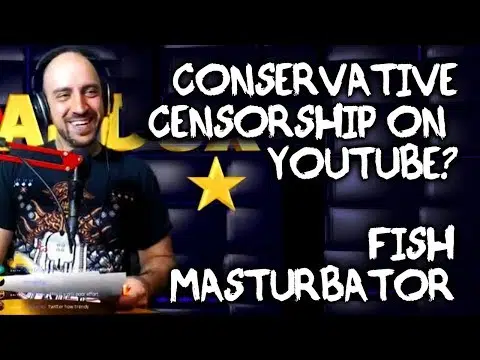 CONSERVATIVE
CENSORSHIP ON
YOUTUBE?
FISH
MASTURBATOR